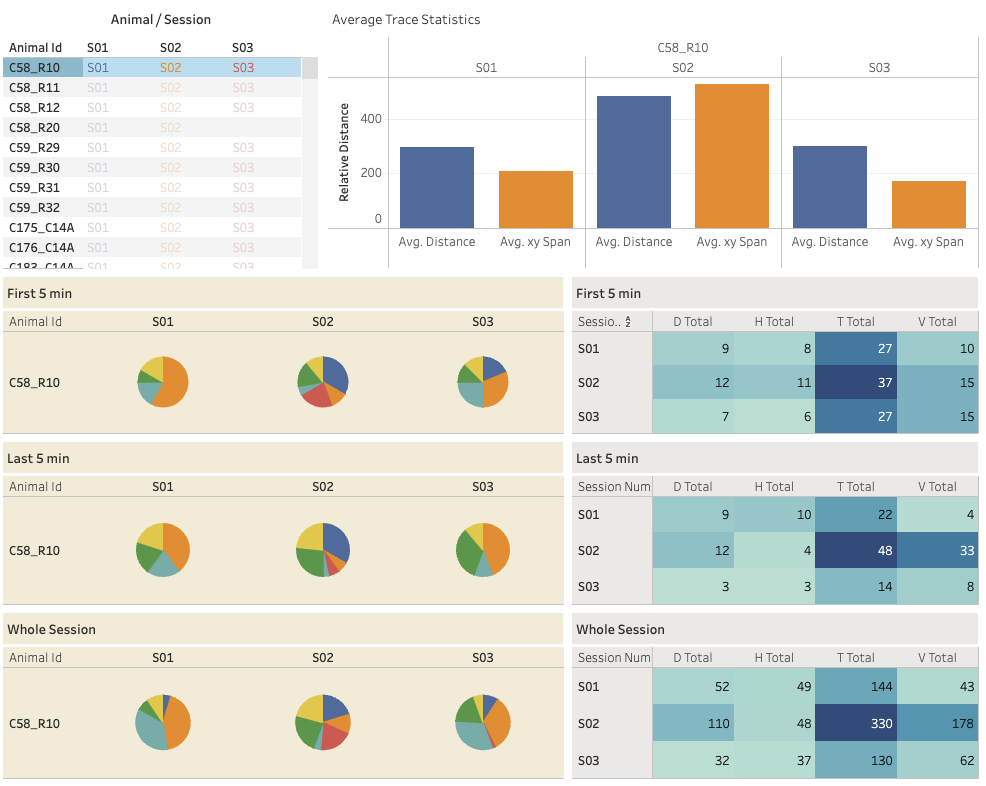 Animal / Session
Animal Id S01 S02 S03
C58_R10 S01 S02 S03
C58_R11 S01 S02 S03
C58_R12 S01 S02 S03
C58_R20 S01 S02
C59_R29 S01 S02 S03
C59_R30 S01 S02 S03
C59_R31 S01 S02 S03
C59_R32 S01 S02 S03
C175_C14A S01 S02 S03
C176_C14A S01 S02 S03
C183_C14A S01 S02 S03
Average Trace Statistics
C58_R10
S01 S02 S03
Relative Distance
400
200
0
Avg. Distance Avg. xy Span Avg. Distance Avg. xy Span Avg. Distance Avg. xy Span
First 5 min
Animal Id S01 S02 S03
C58_R10
First 5 min
Sessio.. A Z D Total H Total T Total V Total
S01 9 8 27 10
S02 12 11 37 15
S03 7 6 27 15
Last 5 min
Animal Id S01 S02 S03
C58_R10
Last 5 min
Session Num D Total H Total T Total V Total
S01 9 10 22 4
S02 12 4 48 33
S03 3 3 14 8
Whole Session
Animal Id S01 S02 S03
C58_R10
Whole Session
Session Num D Total H Total T Total V Total
S01 52 49 144 43
S02 110 48 330 178
S03 32 37 130 62